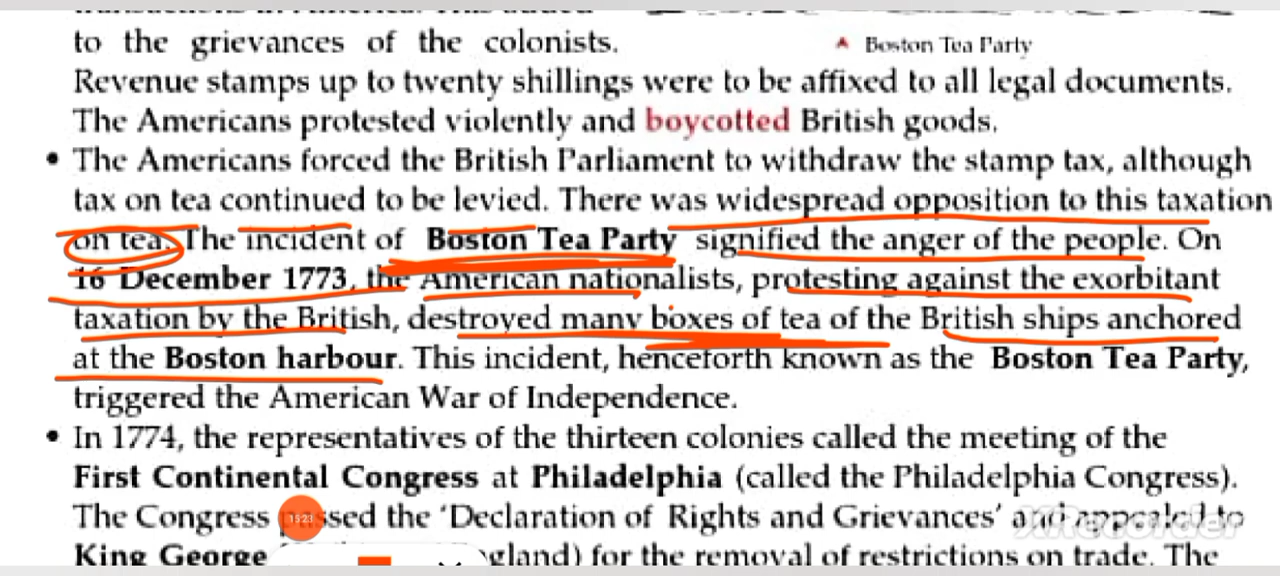 to the grievances of the colonists.
▲ Boston Tea Party
Revenue stamps up to twenty shillings were to be affixed to all legal documents.
The Americans protested violently and boycotted British goods.
• The Americans forced the British Parliament to withdraw the stamp tax, although
tax on tea continued to be levied. There was widespread opposition to this taxation
on tea. The incident of Boston Tea Party signified the anger of the people. On
16 December 1773, the American nationalists, protesting against the exorbitant
taxation by the British, destroyed many boxes of tea of the British ships anchored
at the Boston harbour. This incident, henceforth known as the Boston Tea Party,
triggered the American War of Independence.
• In 1774, the representatives of the thirteen colonies called the meeting of the
First Continental Congress at Philadelphia (called the Philadelphia Congress).
The Congress passed the 'Declaration of Rights and Grievances' and appealed to
King George gland) for the removal of restrictions on trade. The
15:23
XRecorder